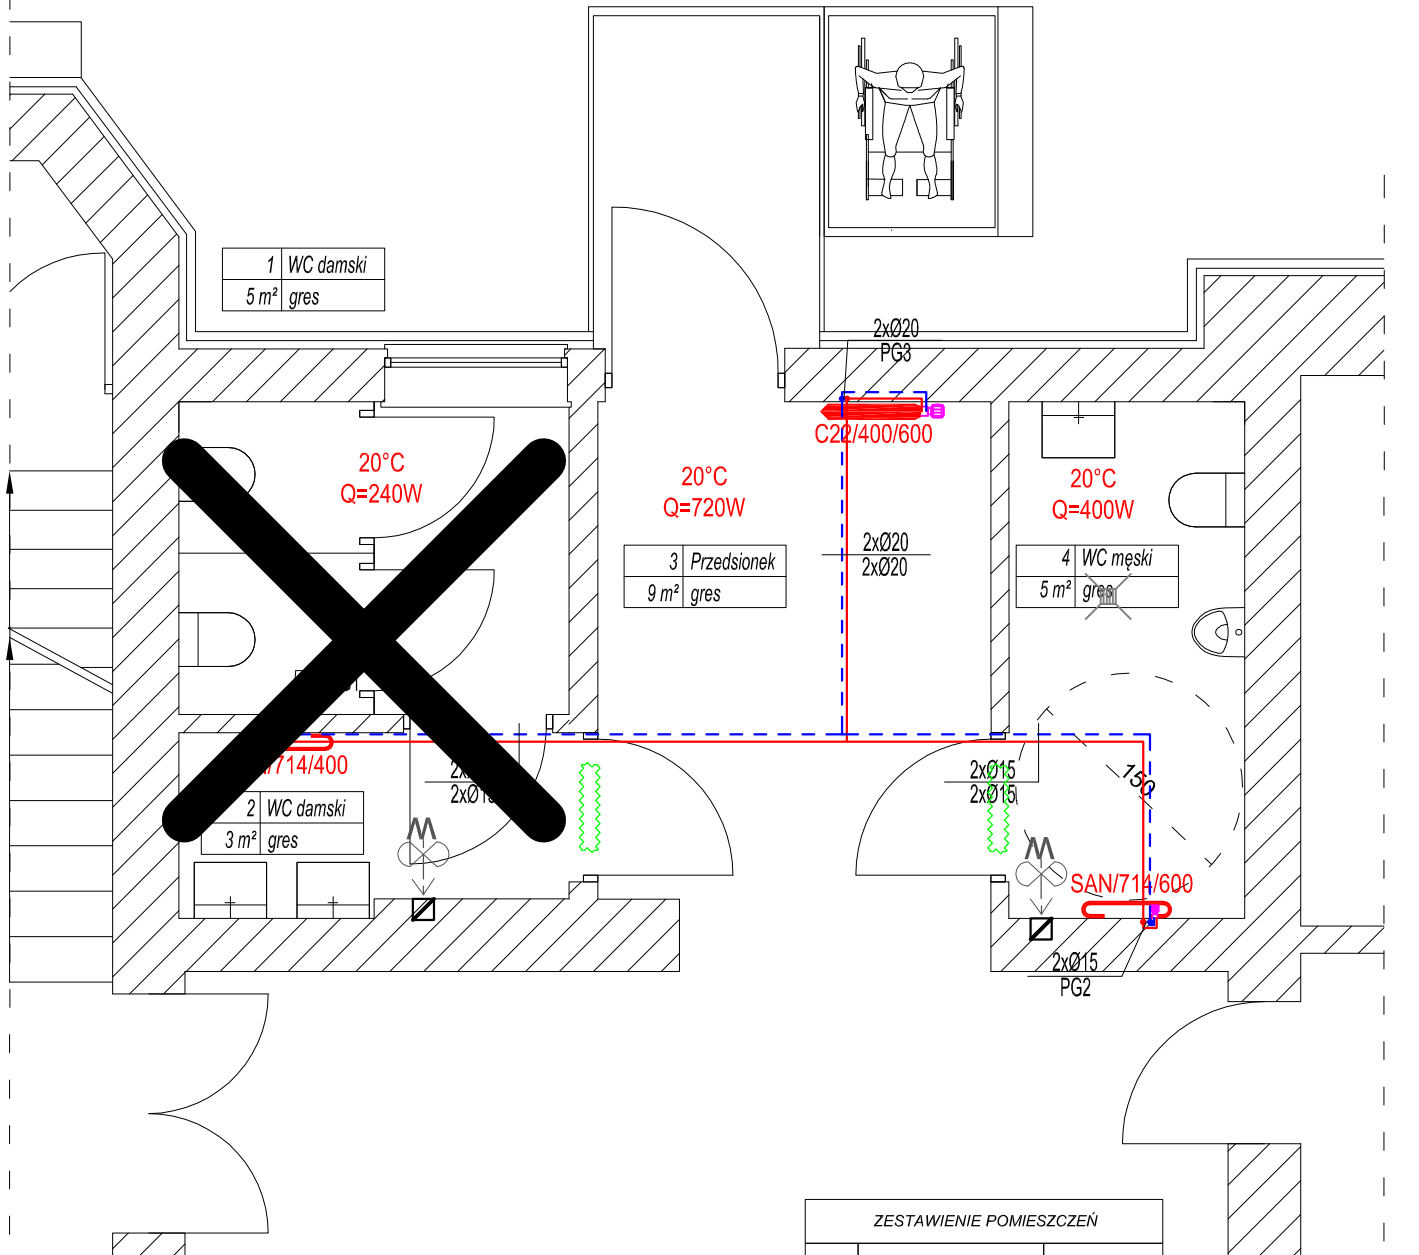 1 WC damski
5 m² gres
2xØ20
PG3
C22/400/600
20°C
Q=240W
20°C
Q=720W
20°C
Q=400W
2xØ20
2xØ20
3 Przedsionek
9 m² gres
4 WC męski
5 m² gres
/714/400
2xØ15
2xØ15
2xØ15
150
2 WC damski
3 m² gres
SAN/714/600
2xØ15
PG2
ZESTAWIENIE POMIESZCZEŃ